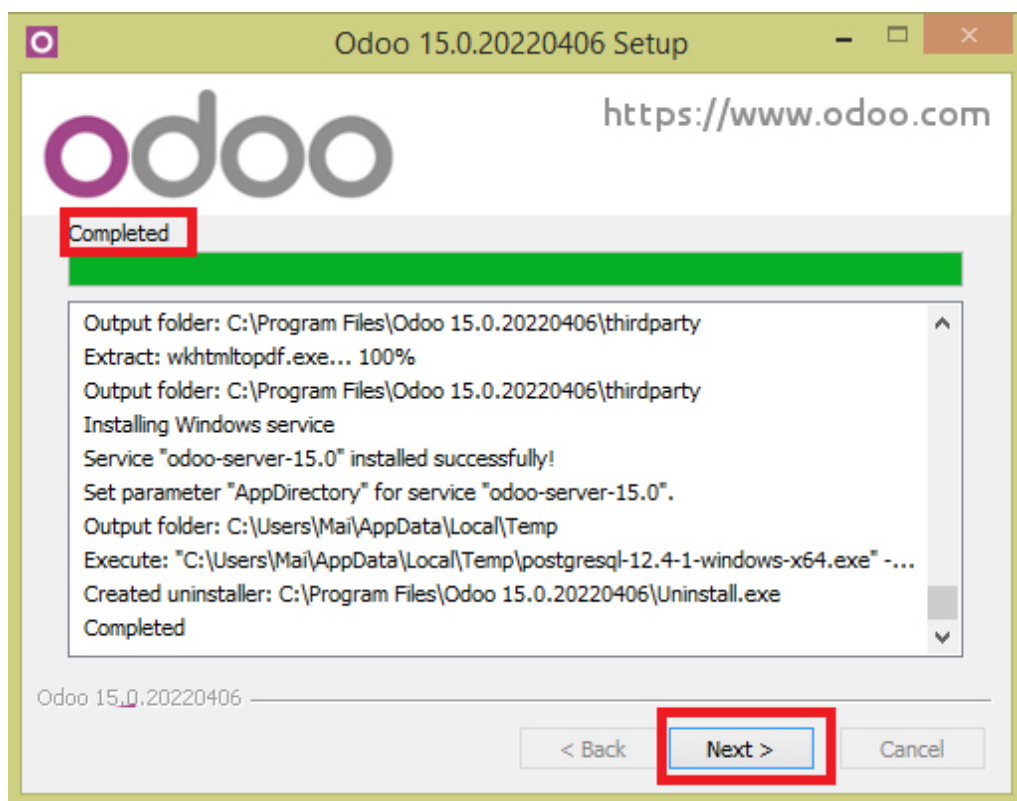 Odoo 15.0.20220406 Setup
odoo
https://www.odoo.com
Completed
Output folder: C:\Program Files\Odoo 15.0.20220406\thirdparty
Extract: wkhtmltopdf.exe... 100%
Output folder: C:\Program Files\Odoo 15.0.20220406\thirdparty
Installing Windows service
Service "odoo-server-15.0" installed successfully!
Set parameter "AppDirectory" for service "odoo-server-15.0".
Output folder: C:\Users\Mai\AppData\Local\Temp
Execute: "C:\Users\Mai\AppData\Local\Temp\postgresql-12.4-1-windows-x64.exe" -...
Created uninstaller: C:\Program Files\Odoo 15.0.20220406\Uninstall.exe
Completed
Odoo 15.0.20220406
< Back Next > Cancel